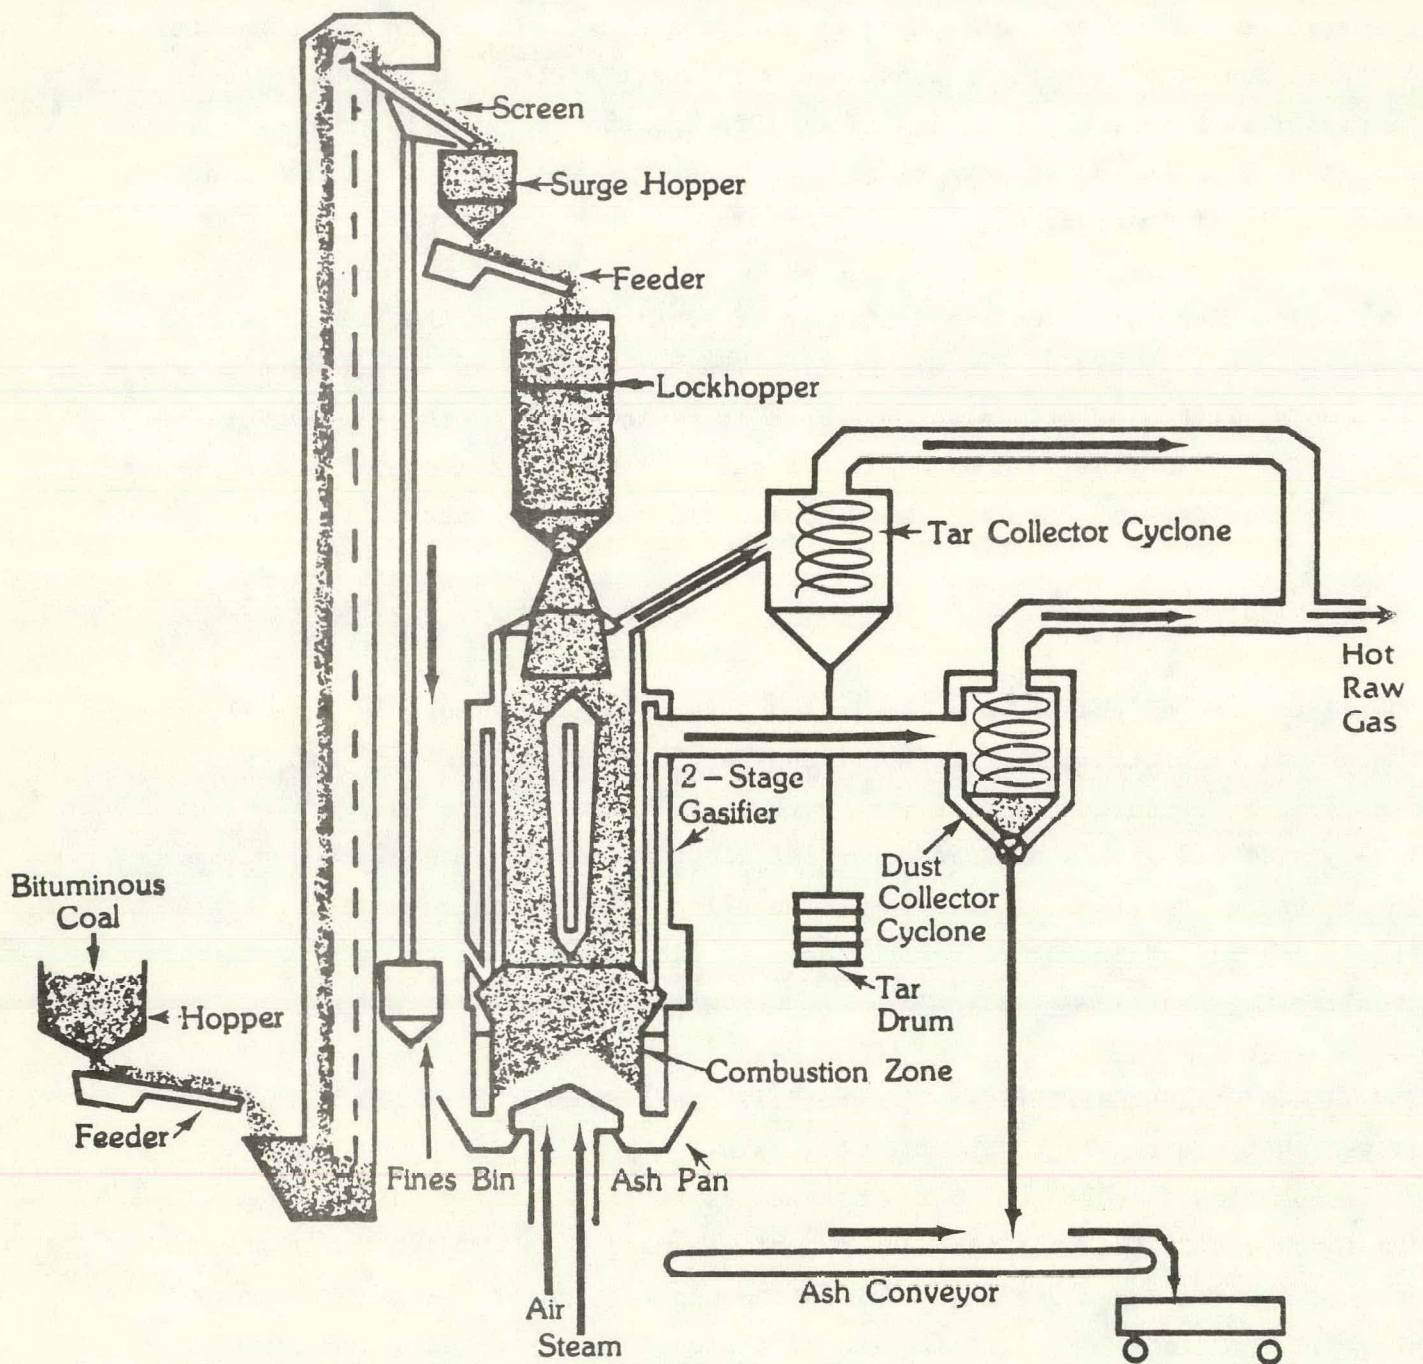 Screen
Surge Hopper
Feeder
Lockhopper
Tar Collector Cyclone
Hot
Raw
Gas
2-Stage
Gasifier
Dust
Collector
Cyclone
Bituminous
Coal
Hopper
Tar
Drum
Combustion Zone
Feeder
Fines Bin
Ash Pan
Ash Conveyor
Air
Steam